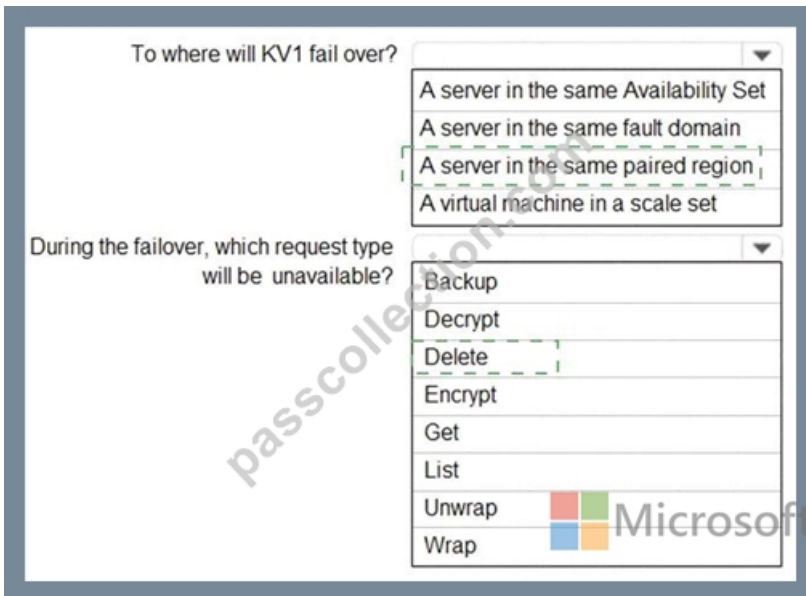 To where will KV1 fail over?
A server in the same Availability Set
A server in the same fault domain
A server in the same paired region
A virtual machine in a scale set
During the failover, which request type
will be unavailable?
Backup
Decrypt
Delete
Encrypt
Get
List
Unwrap
Wrap
passcollection.com
Microsoft